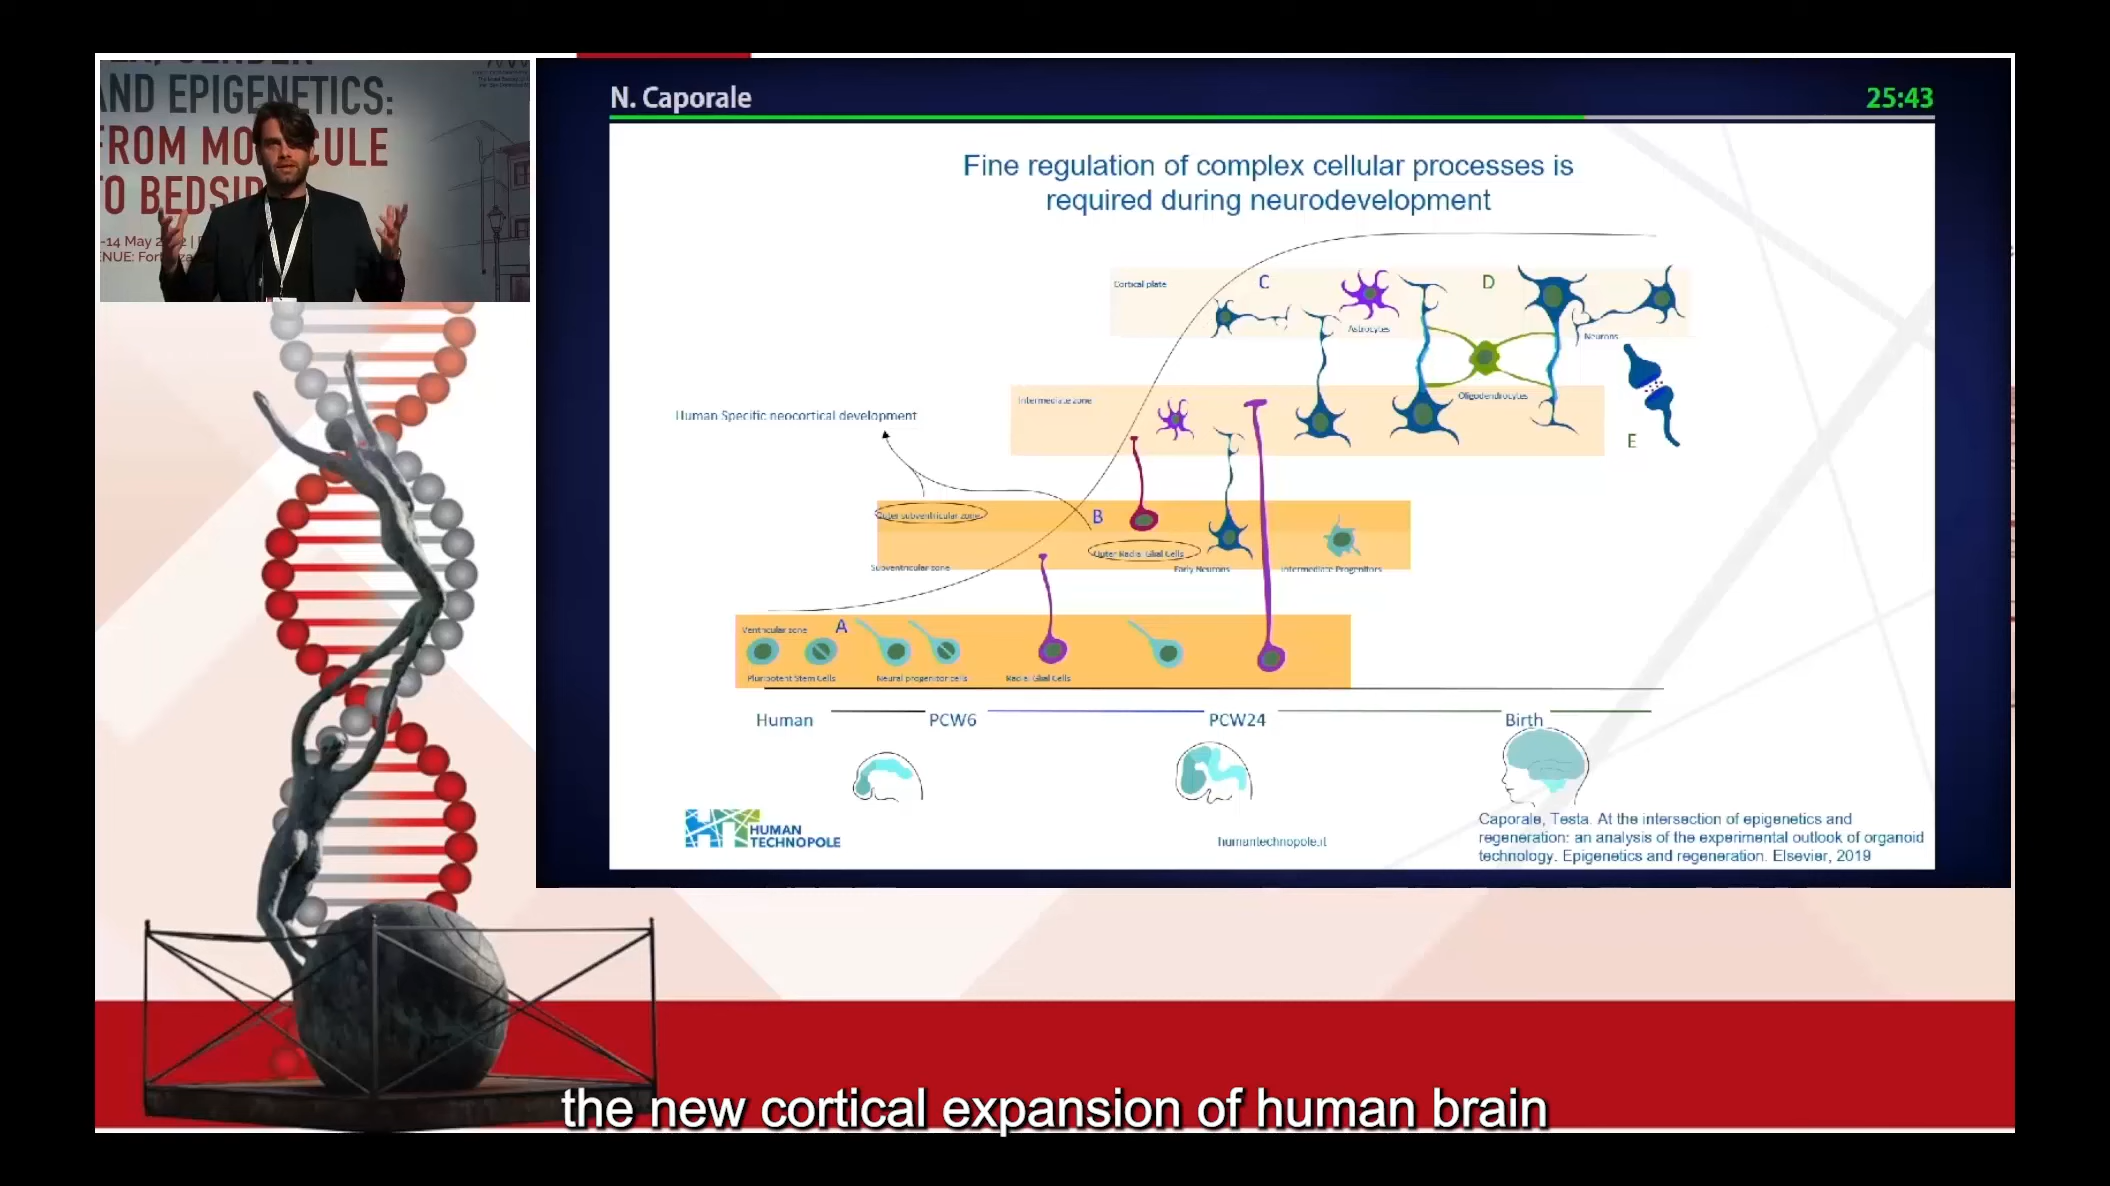 AND EPIGENETICS:
FROM MOLECULE
TO BEDSIDE
-14 May 2022 |
N. Caporale
25:43
Fine regulation of complex cellular processes is
required during neurodevelopment
Cortical plate
C
D
Astrocytes
Neurons
Intermediate zone
Oligodendrocytes
E
Human Specific neocortical development
Outer subventricular zone
B
Outer Radial Glial Cells
Subventricular zone
Early Neurons
Intermediate Progenitors
Ventricular zone
A
Pluripotent Stem Cells
Neural progenitor cells
Radial Glial Cells
Human
PCW6
PCW24
Birth
HT HUMAN
TECHNOPOLE
humantechnopole.it
Caporale, Testa. At the intersection of epigenetics and
regeneration: an analysis of the experimental outlook of organoid
technology. Epigenetics and regeneration. Elsevier, 2019
the new cortical expansion of human brain